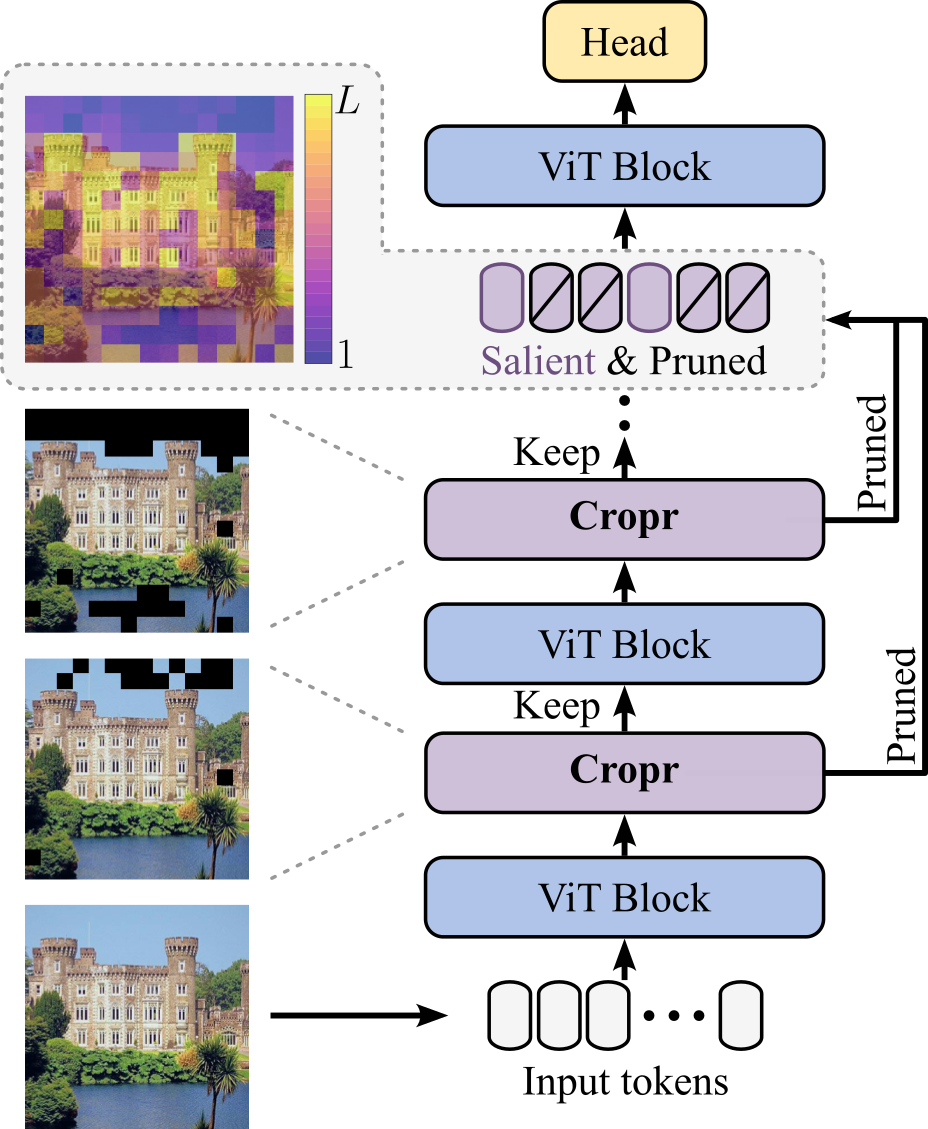 Head
L
ViT Block
1
Salient & Pruned
Keep
Pruned
Cropr
ViT Block
Keep
Pruned
Cropr
ViT Block
Input tokens